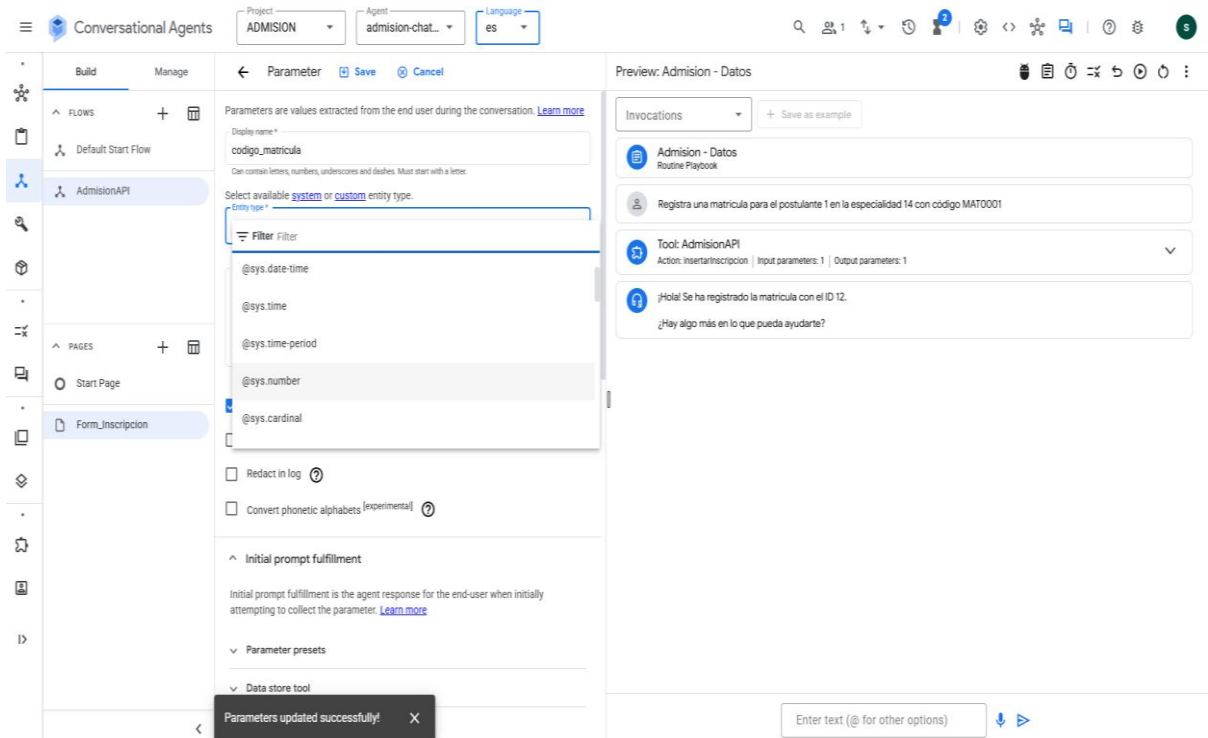 Conversational Agents
Project
ADMISION
Agent
admision-chat...
Language
es
1
2
S
Build
Manage
FLOWS
Default Start Flow
AdmisionAPI
PAGES
Start Page
Form_Inscripcion
Parameter
Save
Cancel
Parameters are values extracted from the end user during the conversation. Learn more
Display name *
codigo_matricula
Can contain letters, numbers, underscores and dashes. Must start with a letter.
Select available system or custom entity type.
Entity type *
Filter Filter
@sys.date-time
@sys.time
@sys.time-period
@sys.number
@sys.cardinal
Redact in log
Convert phonetic alphabets [experimental]
Initial prompt fulfillment
Initial prompt fulfillment is the agent response for the end-user when initially
attempting to collect the parameter. Learn more
Parameter presets
Data store tool
Parameters updated successfully!
Preview: Admision - Datos
Invocations
+ Save as example
Admision - Datos
Routine Playbook
Registra una matricula para el postulante 1 en la especialidad 14 con código MAT0001
Tool: AdmisionAPI
Action: insertarInscripcion | Input parameters: 1 | Output parameters: 1
¡Hola! Se ha registrado la matrícula con el ID 12.
¿Hay algo más en lo que pueda ayudarte?
Enter text (@ for other options)